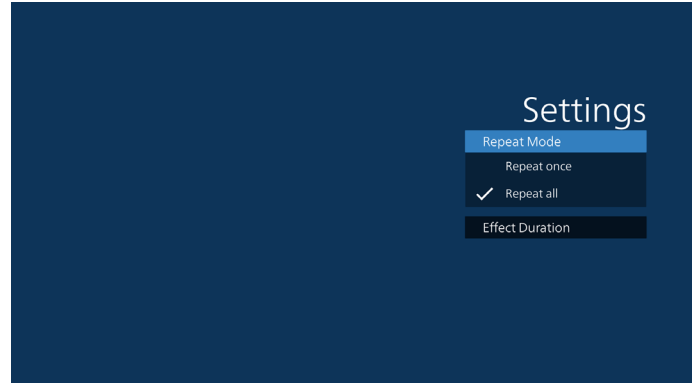 Settings
Repeat Mode
Repeat once
Repeat all
Effect Duration